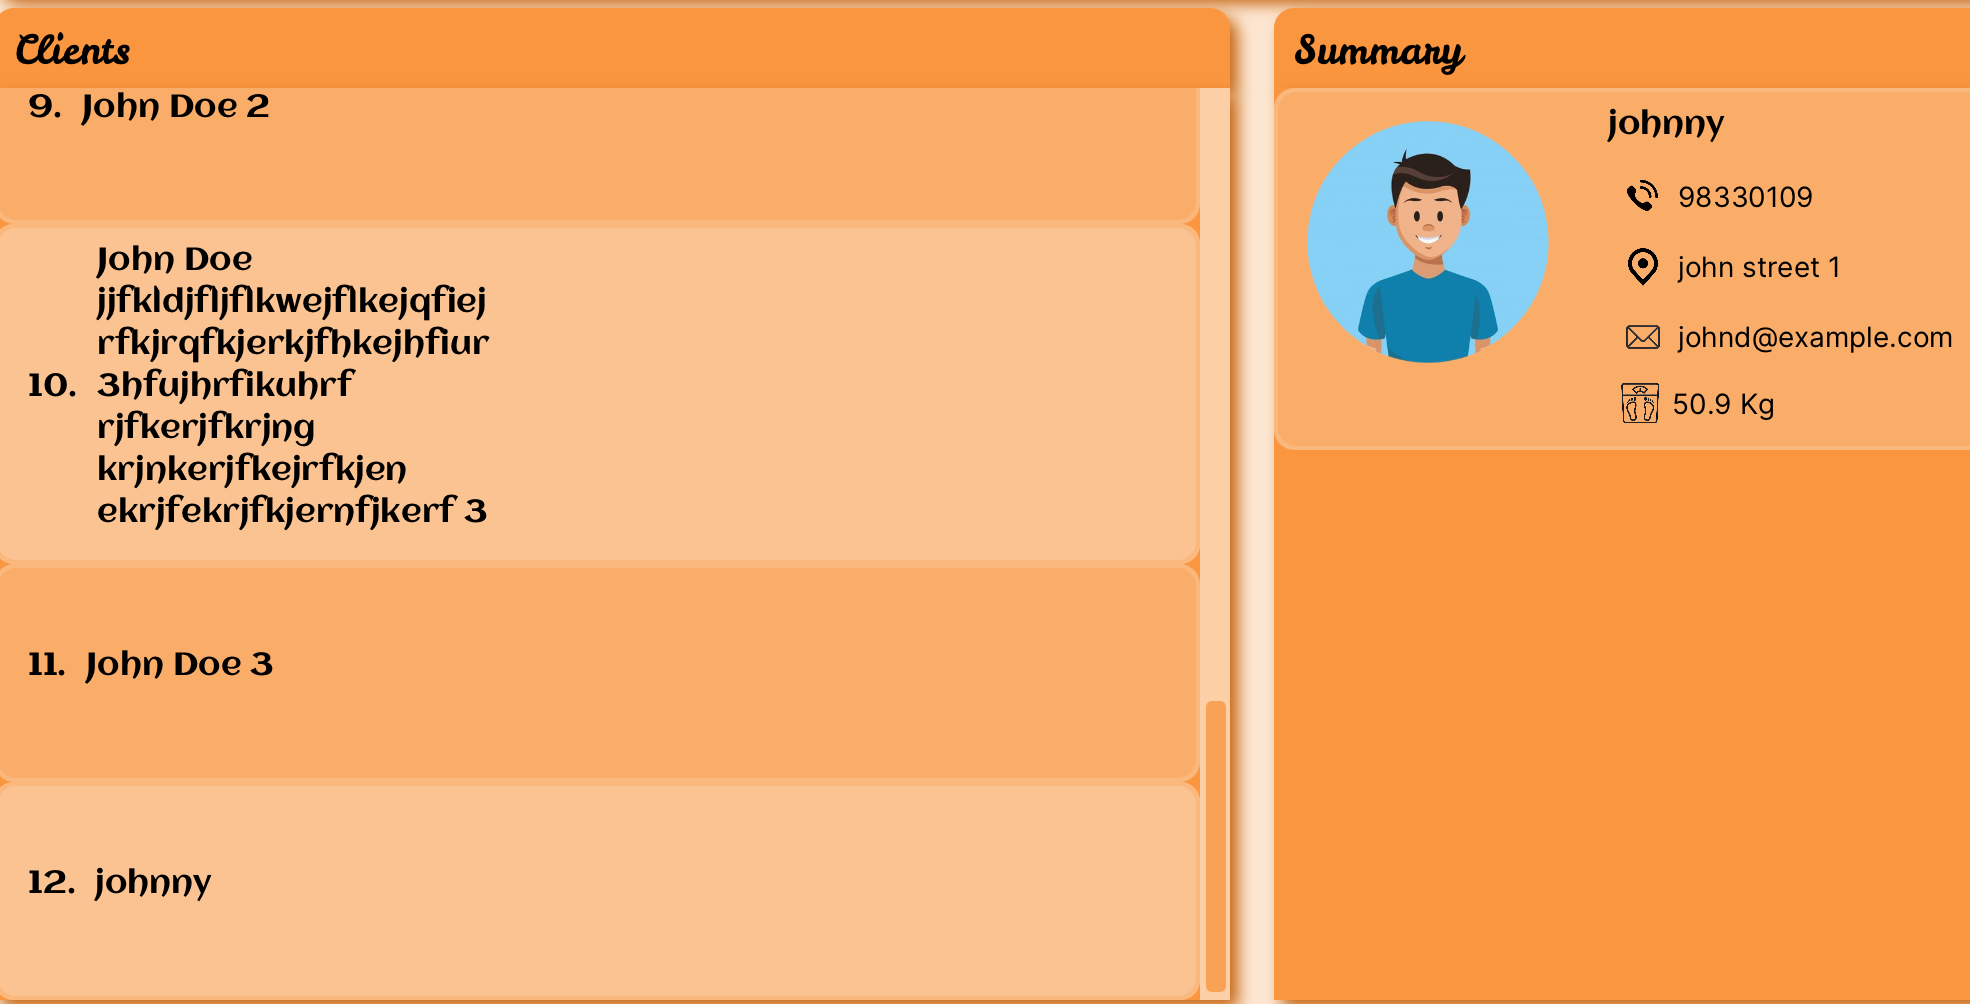 Clients
9. John Doe 2
John Doe
jjfkldjfljflkwejflkejqfiej
rfkjrqfkjerkjfhkejhfiur
10. 3hfujhrfikuhrf
rjfkerjfkrjng
krjnkerjfkejrfkjen
ekrjfekrjfkjernfjkerf 3
11. John Doe 3
12. johnny
Summary
johnny
98330109
john street 1
johnd@example.com
50.9 Kg